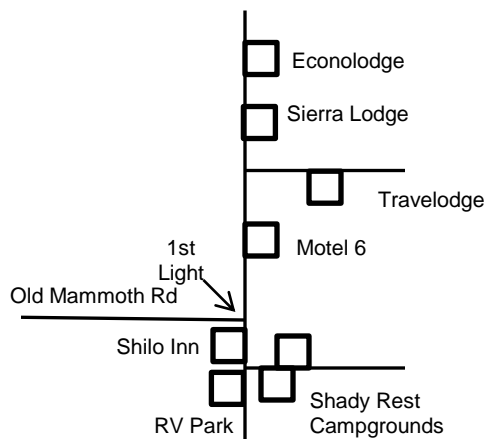 Econolodge
Sierra Lodge
Travelodge
Motel 6
1st
Light
Old Mammoth Rd
Shilo Inn
RV Park
Shady Rest
Campgrounds